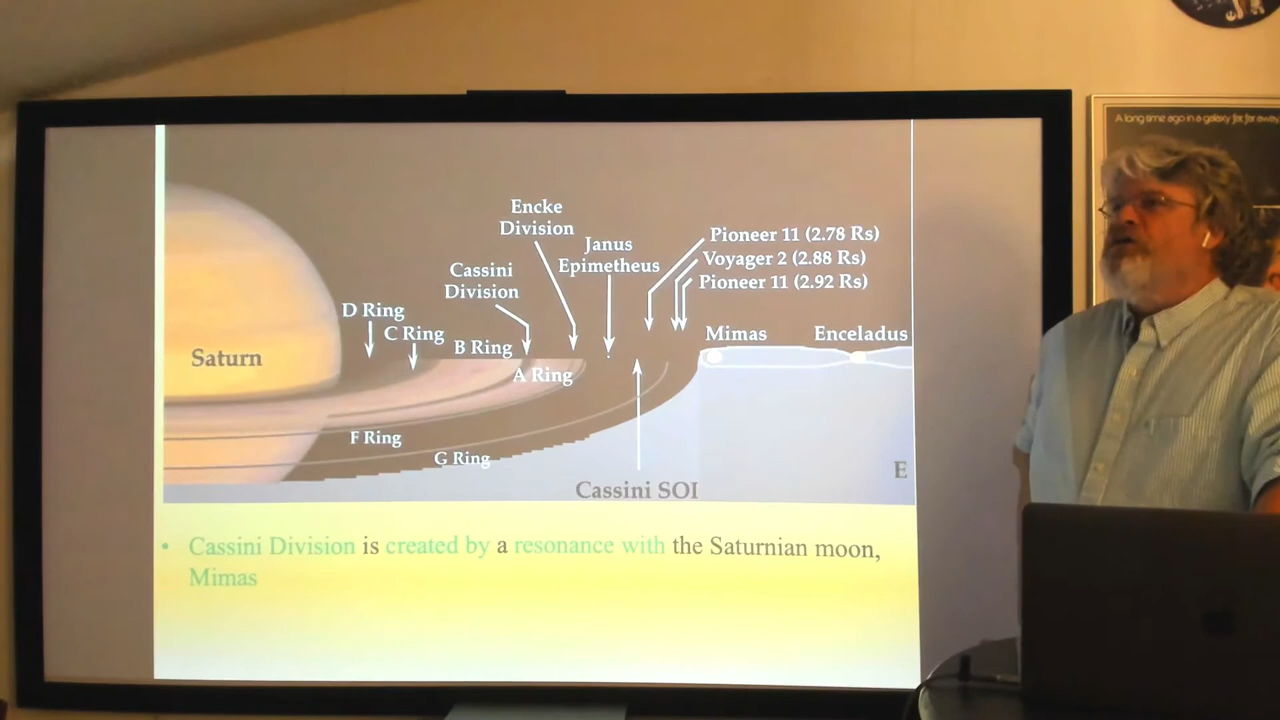 A long time ago in a galaxy far, far away...
Encke
Division
Janus
Epimetheus
Pioneer 11 (2.78 Rs)
Voyager 2 (2.88 Rs)
Pioneer 11 (2.92 Rs)
Cassini
Division
D Ring
C Ring
B Ring
A Ring
Mimas
Enceladus
Saturn
F Ring
G Ring
E
Cassini SOI
• Cassini Division is created by a resonance with the Saturnian moon,
Mimas